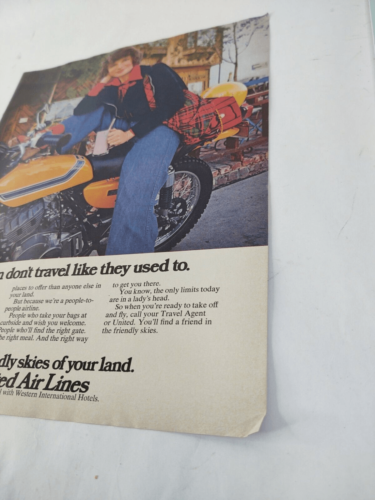 don't travel like they used to.
places to offer than anyone else in
your land.
But because we're a people-to-
people airline.
People who take your bags at
curbside and wish you welcome.
People who'll find the right gate.
the right meal. And the right way
to get you there.
You know, the only limits today
are in a lady's head.
So when you're ready to take off
and fly, call your Travel Agent
or United. You'll find a friend in
the friendly skies.
dly skies of your land.
ed Air Lines
with Western International Hotels.